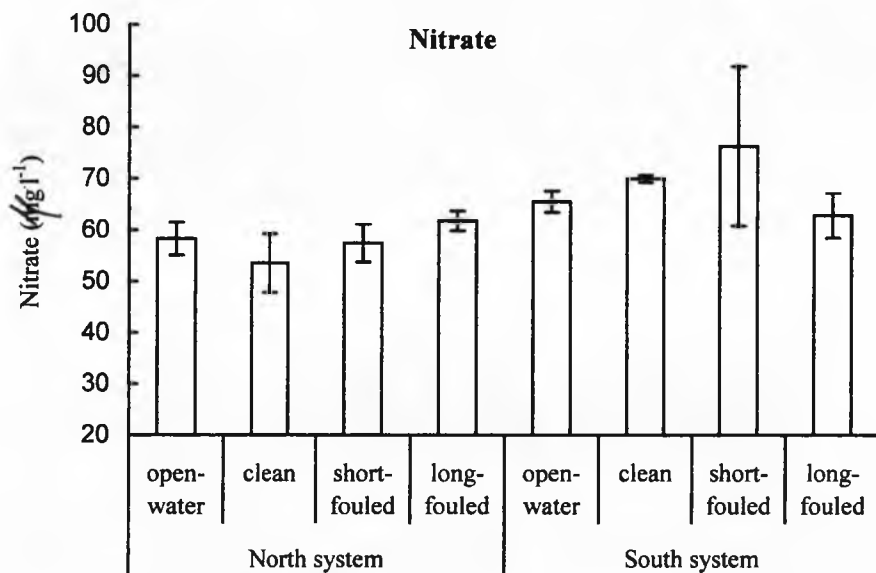 Nitrate
100
90
80
70
60
50
40
30
20
open-
water
clean
short-
fouled
long-
fouled
open-
water
clean
short-
fouled
long-
fouled
North system
South system